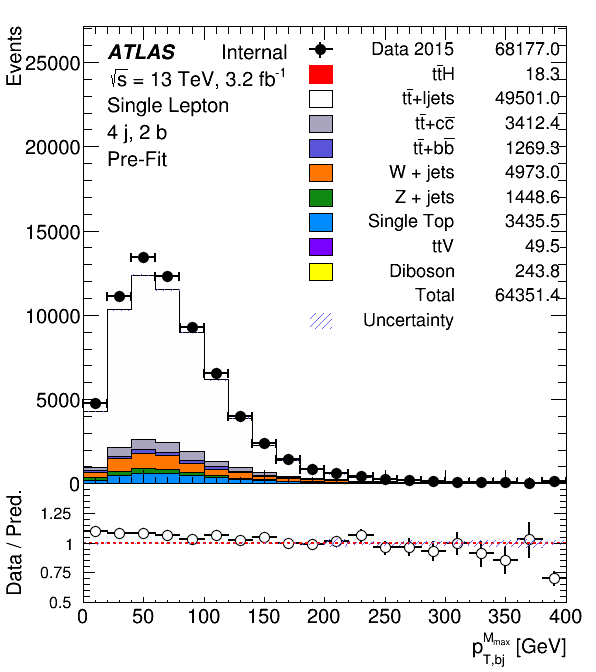 Events
ATLAS Internal
√s = 13 TeV, 3.2 fb⁻¹
Single Lepton
4 j, 2 b
Pre-Fit
Data 2015 68177.0
tt̄H 18.3
tt̄+ljets 49501.0
tt̄+cc̄ 3412.4
tt̄+bb̄ 1269.3
W + jets 4973.0
Z + jets 1448.6
Single Top 3435.5
ttV 49.5
Diboson 243.8
Total 64351.4
Uncertainty
25000
20000
15000
10000
5000
0
Data / Pred.
1.25
1
0.75
0.5
0 50 100 150 200 250 300 350 400
p_{T,bj}^{M_{max}} [GeV]